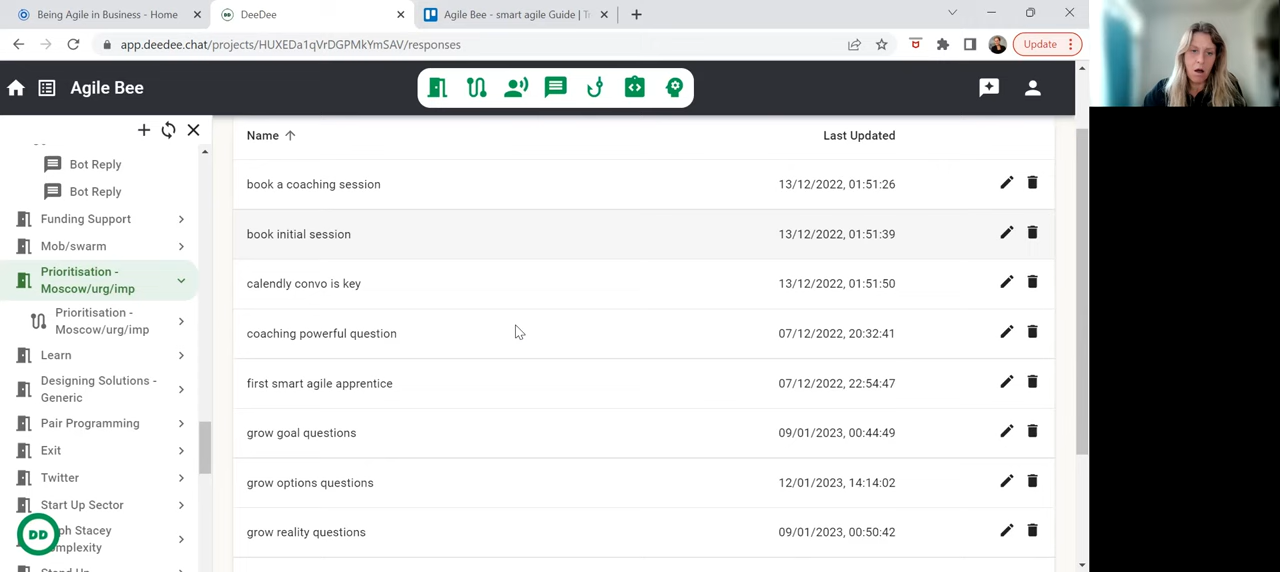 Being Agile in Business - Home
DeeDee
Agile Bee - smart agile Guide | Tr
app.deedee.chat/projects/HUXEDa1qVrDGPMkYmSAV/responses
Update
Agile Bee
Bot Reply
Bot Reply
Funding Support
Mob/swarm
Prioritisation -
Moscow/urg/imp
Prioritisation -
Moscow/urg/imp
Learn
Designing Solutions -
Generic
Pair Programming
Exit
Twitter
Start Up Sector
ph Stacey
omplexity
DD
Name Last Updated
book a coaching session 13/12/2022, 01:51:26
book initial session 13/12/2022, 01:51:39
calendly convo is key 13/12/2022, 01:51:50
coaching powerful question 07/12/2022, 20:32:41
first smart agile apprentice 07/12/2022, 22:54:47
grow goal questions 09/01/2023, 00:44:49
grow options questions 12/01/2023, 14:14:02
grow reality questions 09/01/2023, 00:50:42